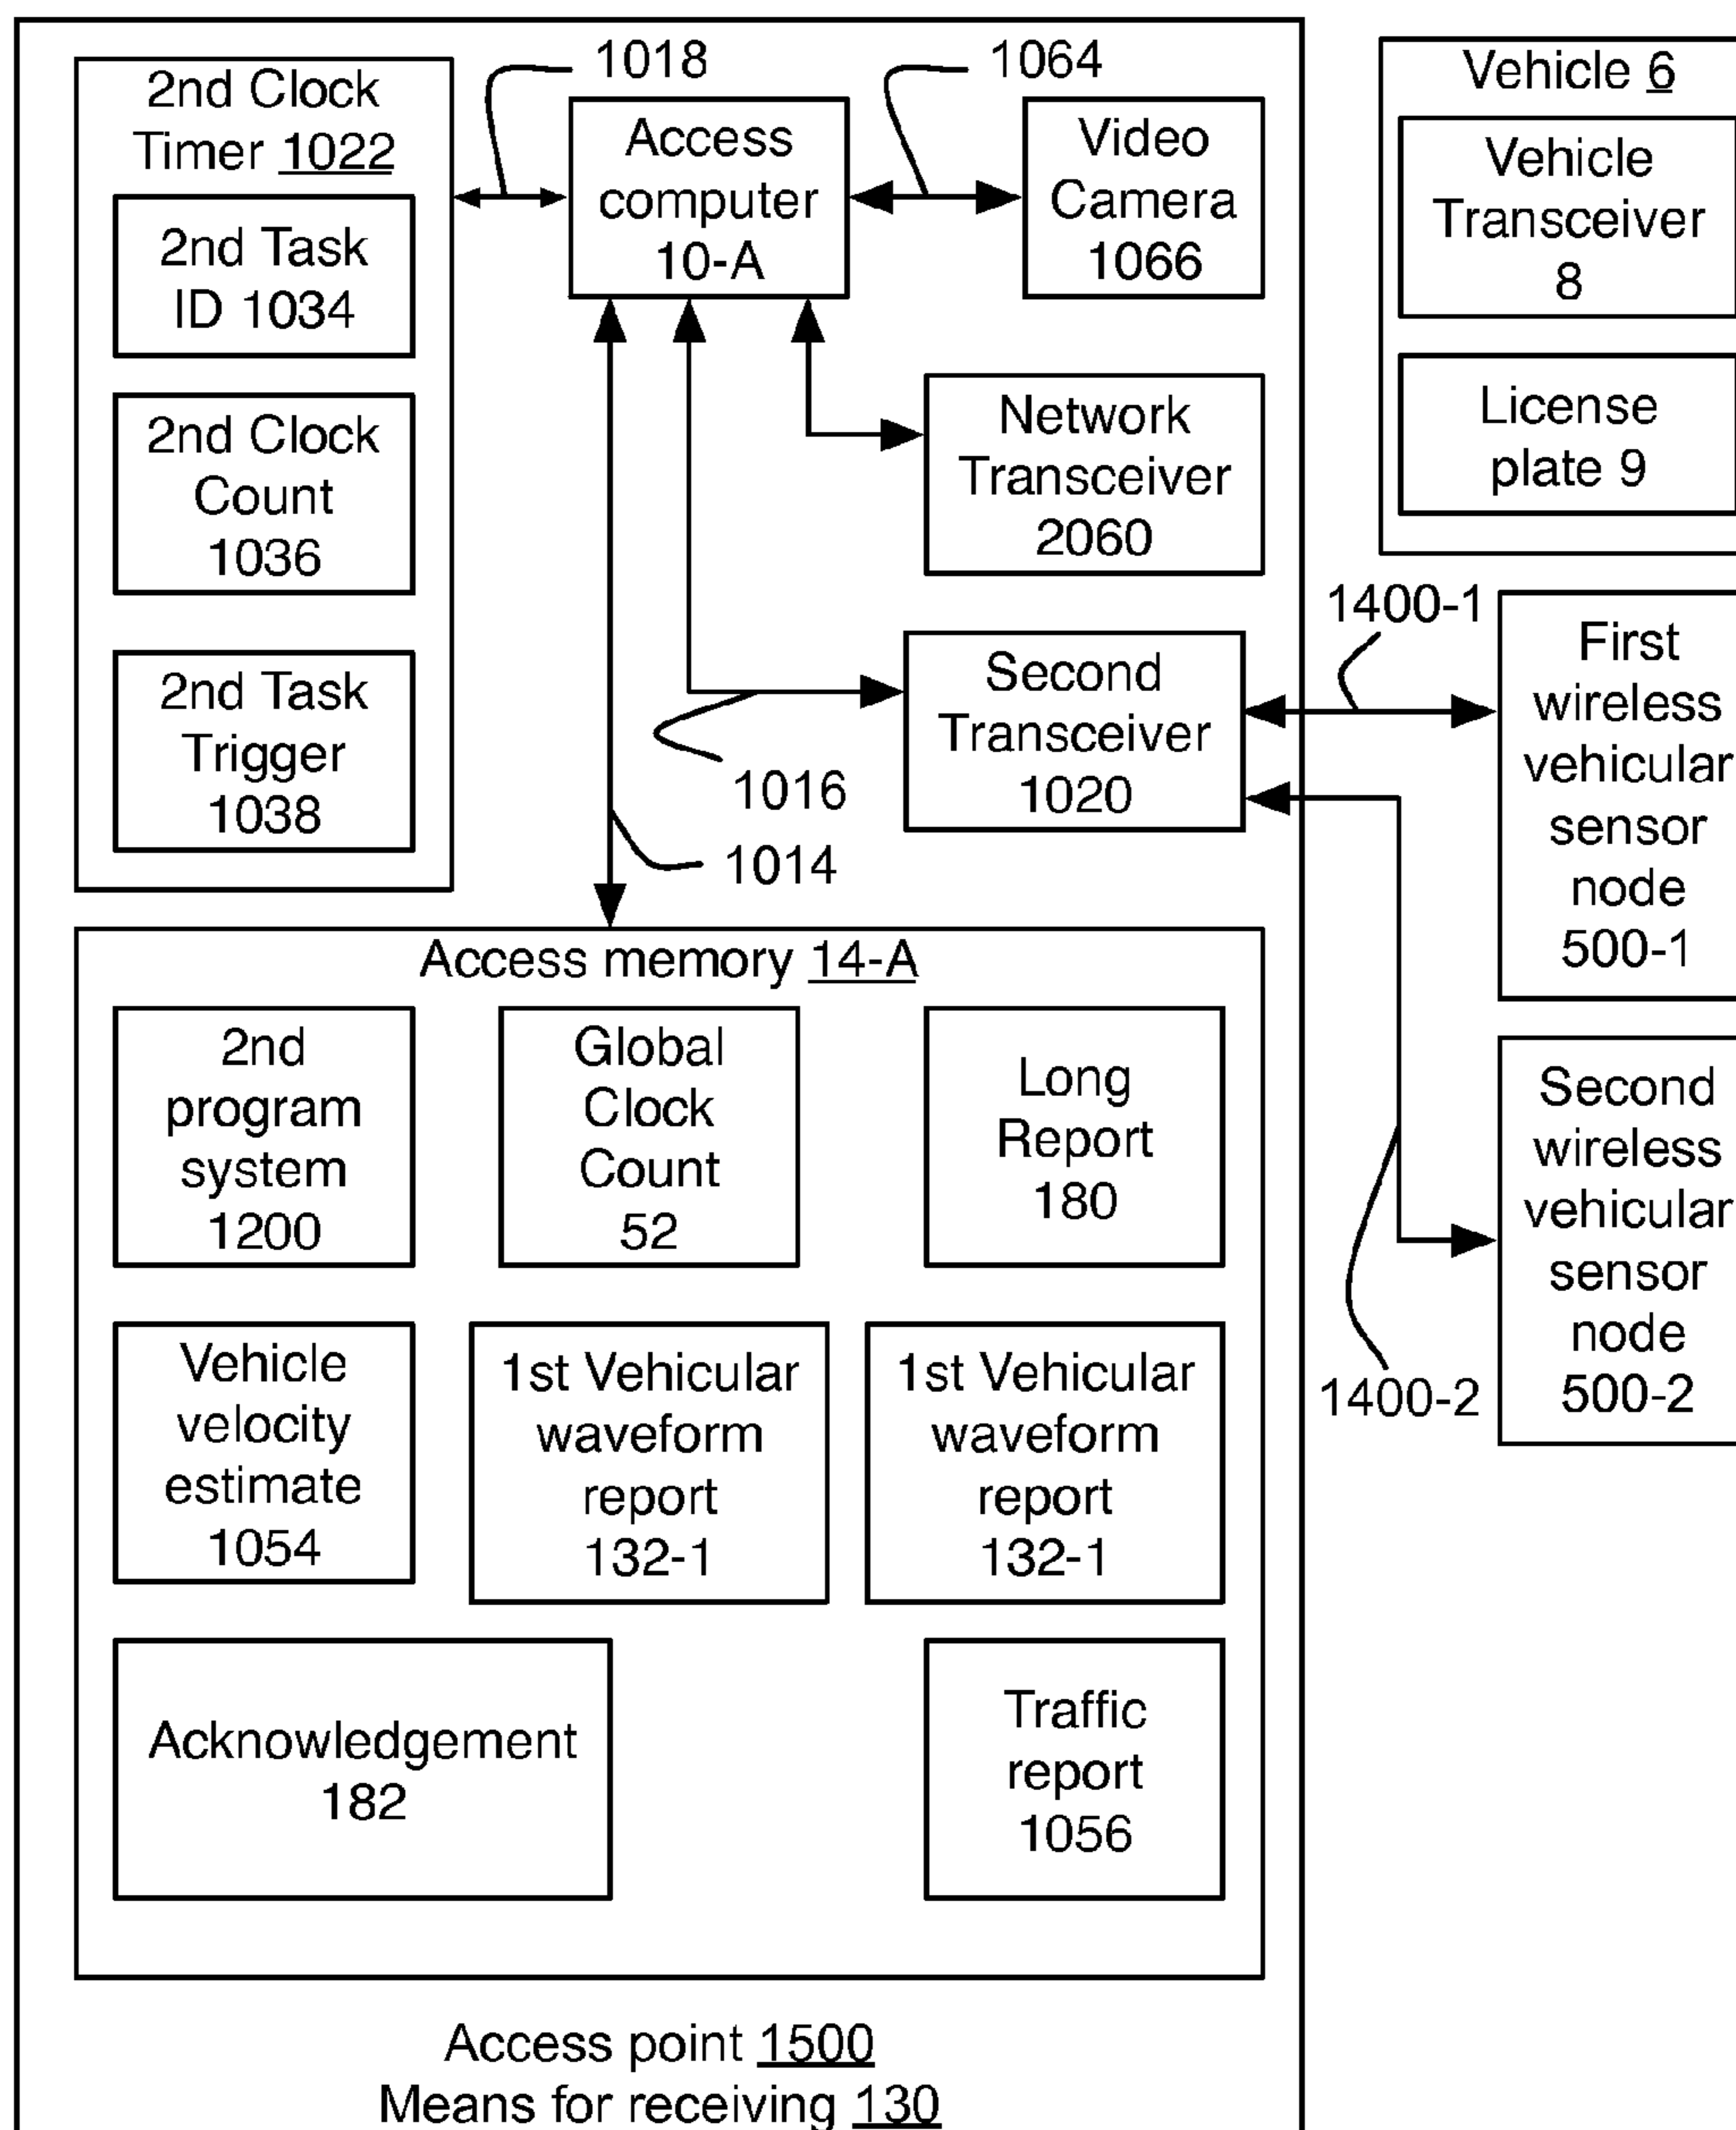 1018
1064
2nd Clock
Timer 1022
2nd Task
ID 1034
2nd Clock
Count
1036
2nd Task
Trigger
1038
Access
computer
10-A
Video
Camera
1066
Network
Transceiver
2060
Second
Transceiver
1020
1016
1014
Vehicle 6
Vehicle
Transceiver
8
License
plate 9
1400-1
First
wireless
vehicular
sensor
node
500-1
Second
wireless
vehicular
sensor
node
500-2
1400-2
Access memory 14-A
2nd
program
system
1200
Global
Clock
Count
52
Long
Report
180
Vehicle
velocity
estimate
1054
1st Vehicular
waveform
report
132-1
1st Vehicular
waveform
report
132-1
Acknowledgement
182
Traffic
report
1056
Access point 1500
Means for receiving 130